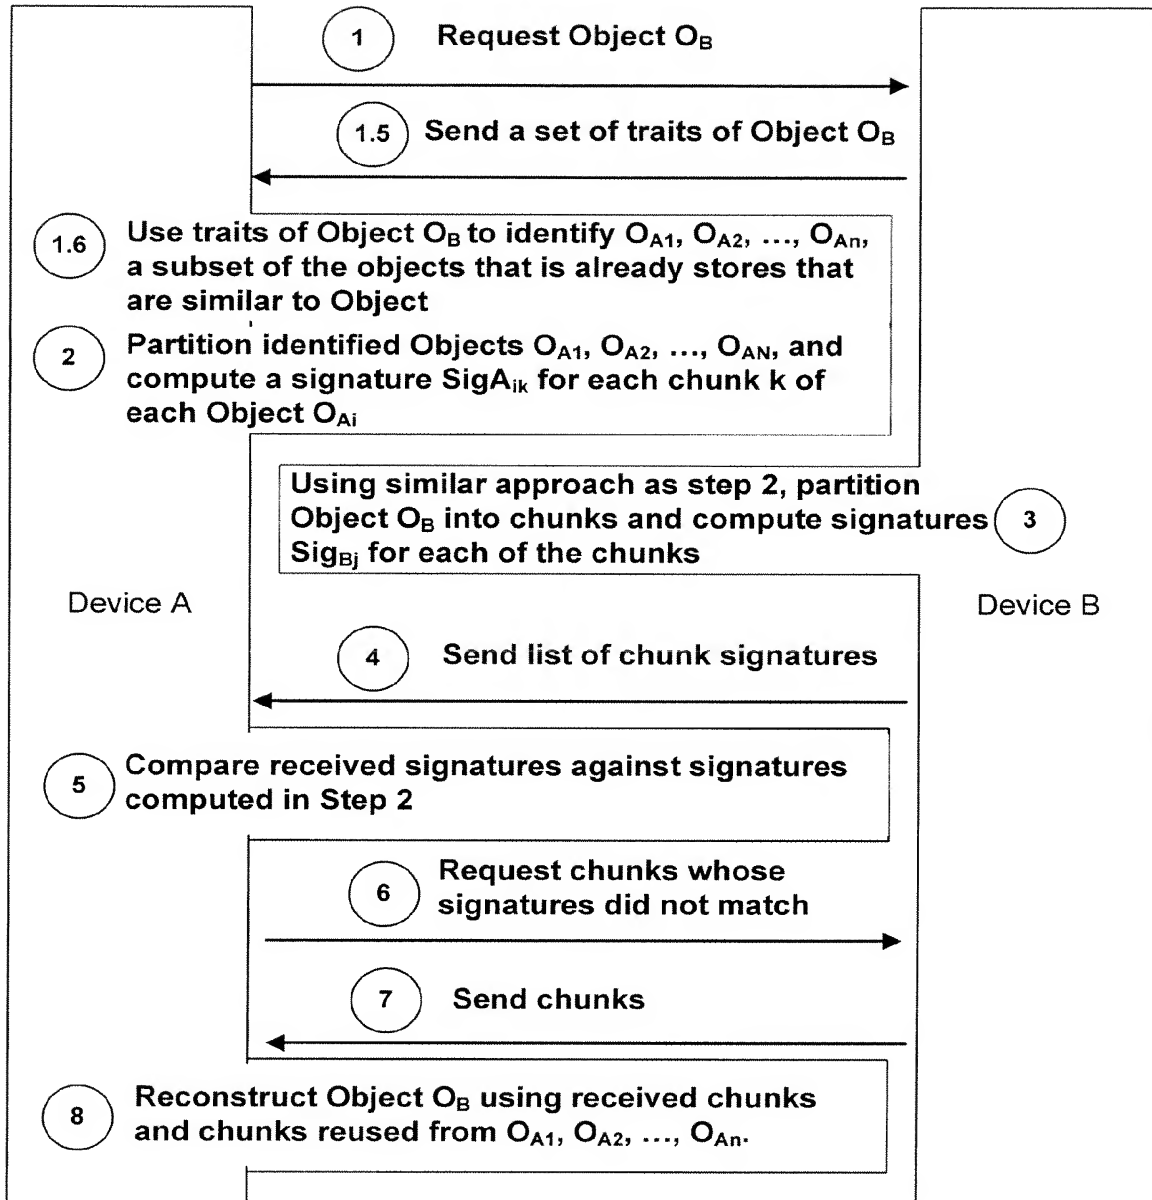 1 Request Object O_B
1.5 Send a set of traits of Object O_B
1.6 Use traits of Object O_B to identify O_A1, O_A2, ..., O_An,
a subset of the objects that is already stores that
are similar to Object
2 Partition identified Objects O_A1, O_A2, ..., O_AN, and
compute a signature SigA_ik for each chunk k of
each Object O_Ai
Using similar approach as step 2, partition
Object O_B into chunks and compute signatures 3
Sig_Bj for each of the chunks
Device A
Device B
4 Send list of chunk signatures
5 Compare received signatures against signatures
computed in Step 2
6 Request chunks whose
signatures did not match
7 Send chunks
8 Reconstruct Object O_B using received chunks
and chunks reused from O_A1, O_A2, ..., O_An.